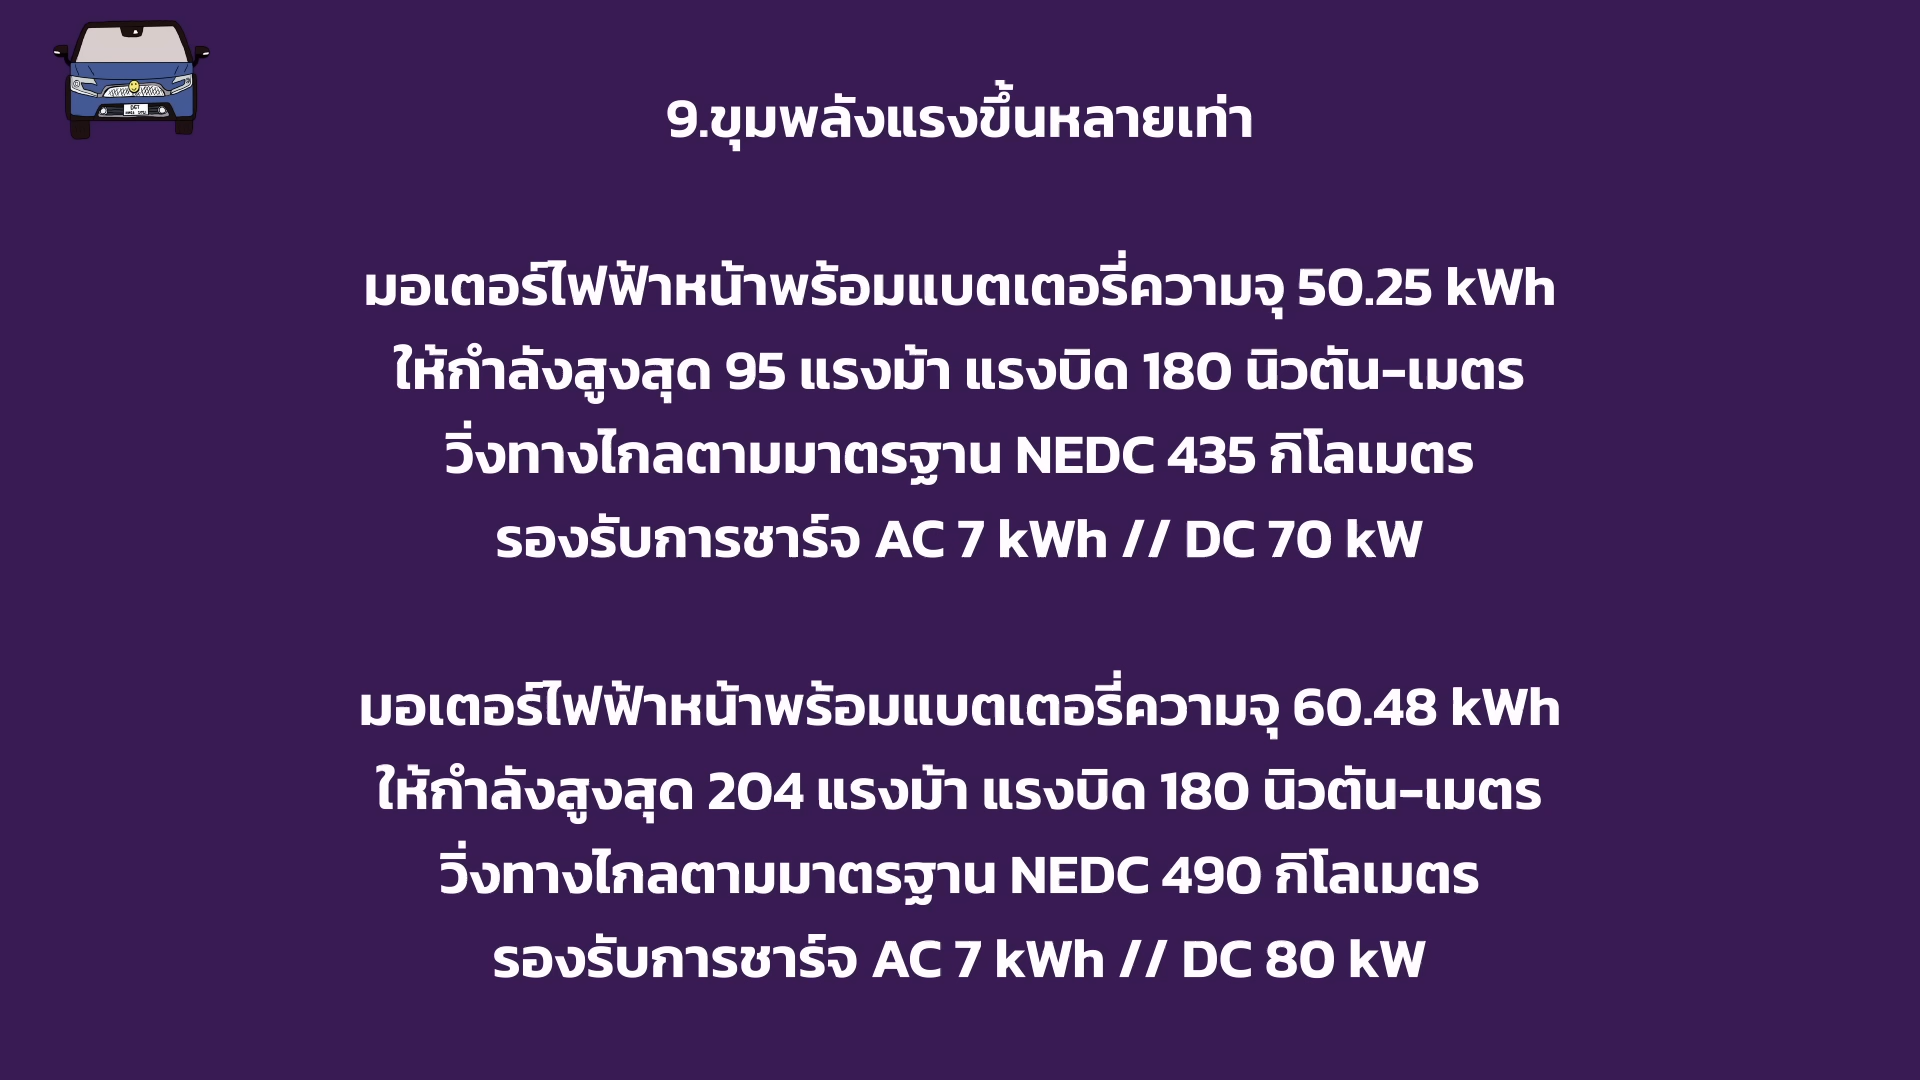 9.ขุมพลังแรงขึ้นหลายเท่า
มอเตอร์ไฟฟ้าหน้าพร้อมแบตเตอรี่ความจุ 50.25 kWh
ให้กำลังสูงสุด 95 แรงม้า แรงบิด 180 นิวตัน-เมตร
วิ่งทางไกลตามมาตรฐาน NEDC 435 กิโลเมตร
รองรับการชาร์จ AC 7 kWh // DC 70 kW
มอเตอร์ไฟฟ้าหน้าพร้อมแบตเตอรี่ความจุ 60.48 kWh
ให้กำลังสูงสุด 204 แรงม้า แรงบิด 180 นิวตัน-เมตร
วิ่งทางไกลตามมาตรฐาน NEDC 490 กิโลเมตร
รองรับการชาร์จ AC 7 kWh // DC 80 kW